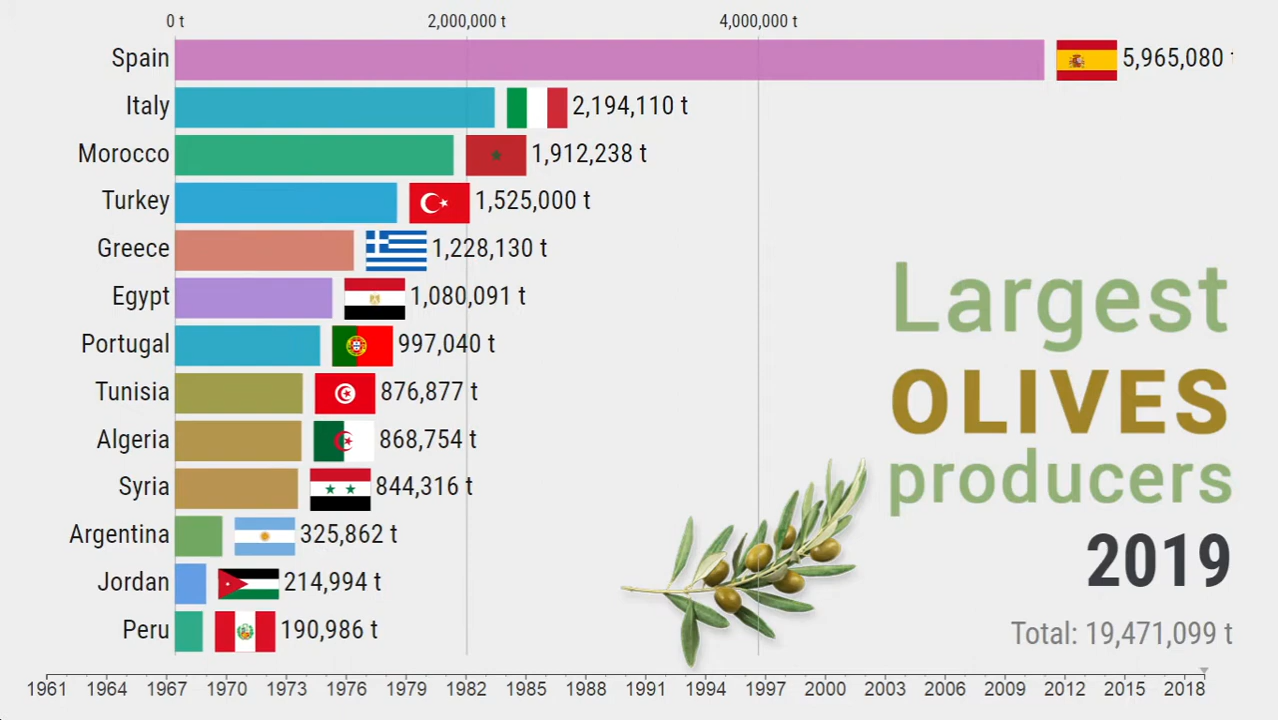 0 t 2,000,000 t 4,000,000 t
Spain 5,965,080
Italy 2,194,110 t
Morocco 1,912,238 t
Turkey 1,525,000 t
Greece 1,228,130 t
Egypt 1,080,091 t
Portugal 997,040 t
Tunisia 876,877 t
Algeria 868,754 t
Syria 844,316 t
Argentina 325,862 t
Jordan 214,994 t
Peru 190,986 t
Largest
OLIVES
producers
2019
Total: 19,471,099 t
1961 1964 1967 1970 1973 1976 1979 1982 1985 1988 1991 1994 1997 2000 2003 2006 2009 2012 2015 2018